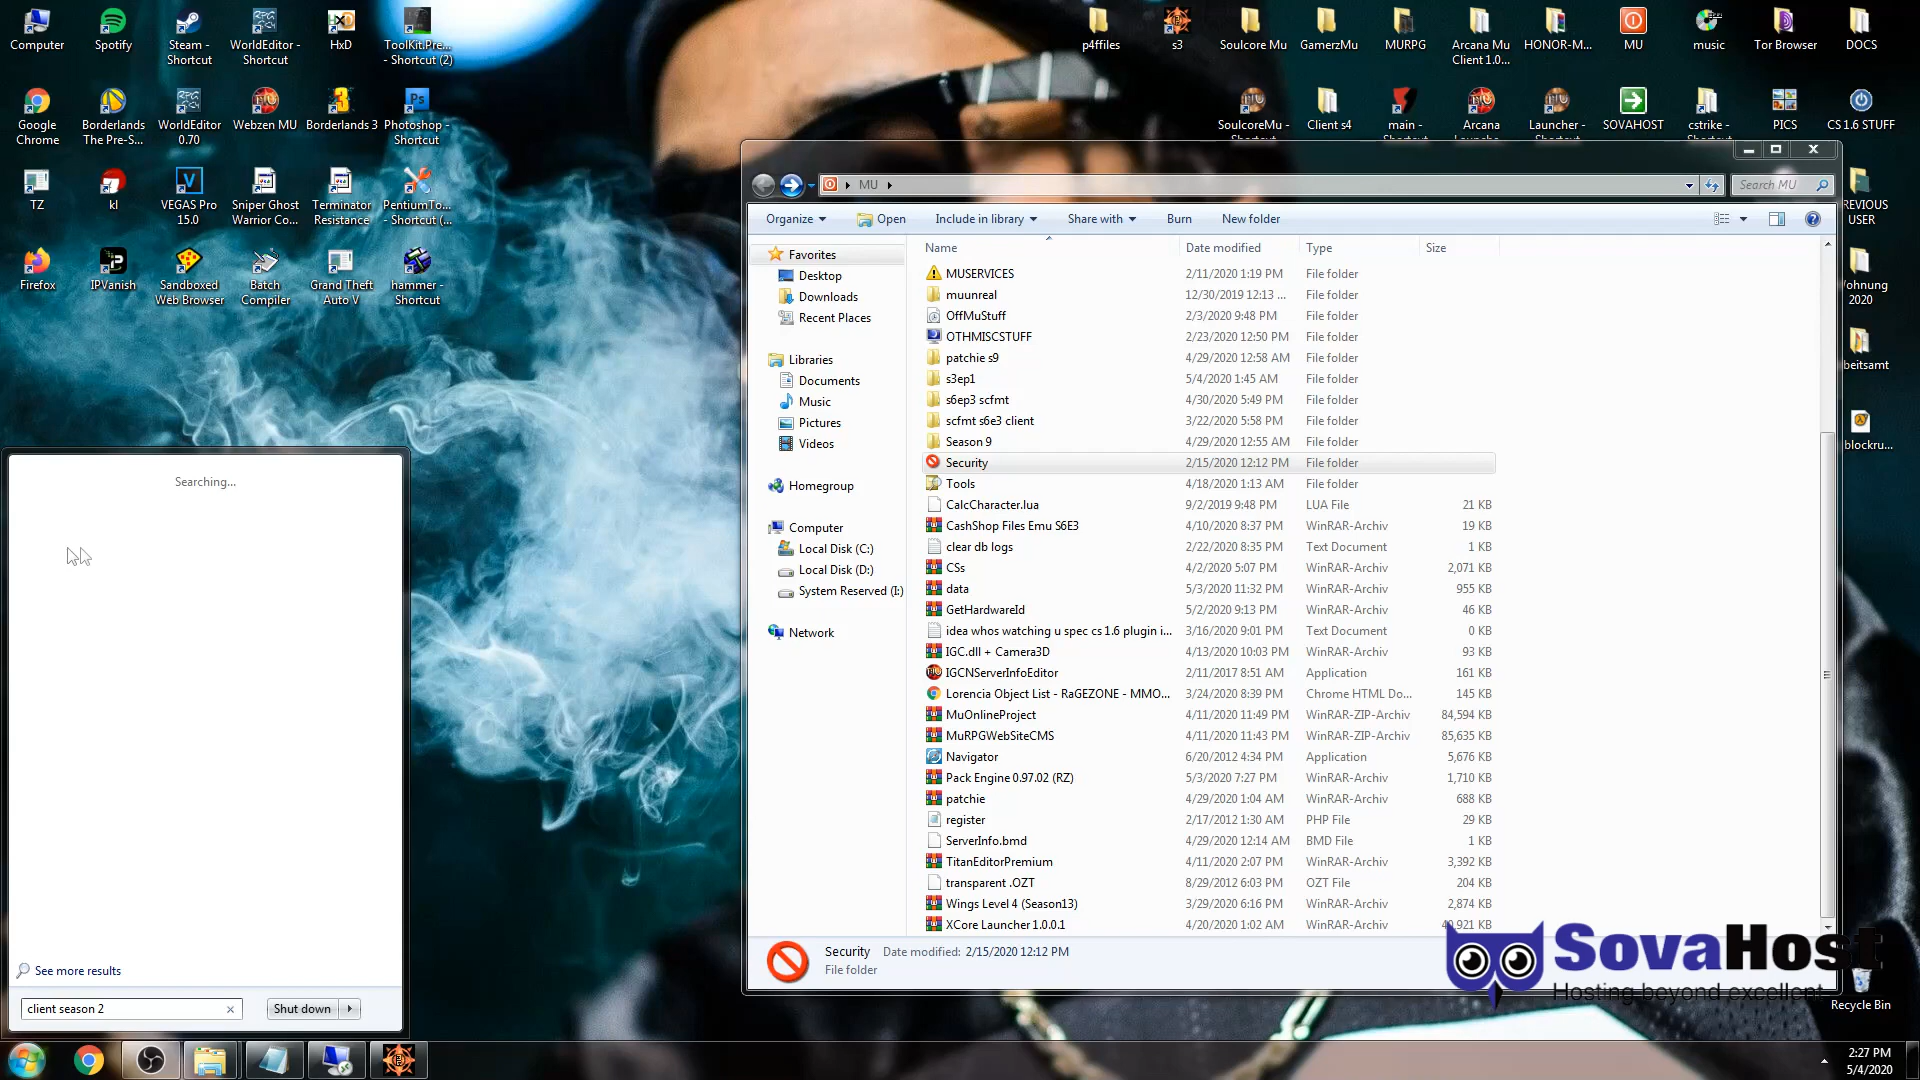 Computer
Spotify
Steam -
Shortcut
WorldEditor -
Shortcut
HxD
ToolKit.Pre...
- Shortcut (2)
Google
Chrome
Borderlands
The Pre-S...
WorldEditor
0.70
Webzen MU
Borderlands 3
Photoshop -
Shortcut
TZ
kl
VEGAS Pro
15.0
Sniper Ghost
Warrior Co...
Terminator
Resistance
PentiumTo...
- Shortcut (...
Firefox
IPVanish
Sandboxed
Web Browser
Batch
Compiler
Grand Theft
Auto V
hammer -
Shortcut
p4ffiles
s3
Soulcore Mu
GamerzMu
MURPG
Arcana Mu
Client 1.0...
HONOR-M...
MU
music
Tor Browser
DOCS
SoulcoreMu -
Client s4
main -
Arcana
Launcher -
SOVAHOST
cstrike -
PICS
CS 1.6 STUFF
REVIOUS
USER
ohnung
2020
beitsamt
blockru...
Recycle Bin
MU
Search MU
Organize
Open
Include in library
Share with
Burn
New folder
Favorites
Desktop
Downloads
Recent Places
Libraries
Documents
Music
Pictures
Videos
Homegroup
Computer
Local Disk (C:)
Local Disk (D:)
System Reserved (I:)
Network
Name Date modified Type Size
MUSERVICES 2/11/2020 1:19 PM File folder
muunreal 12/30/2019 12:13 ... File folder
OffMuStuff 2/3/2020 9:48 PM File folder
OTHMISCSTUFF 2/23/2020 12:50 PM File folder
patchie s9 4/29/2020 12:58 AM File folder
s3ep1 5/4/2020 1:45 AM File folder
s6ep3 scfmt 4/30/2020 5:49 PM File folder
scfmt s6e3 client 3/22/2020 5:58 PM File folder
Season 9 4/29/2020 12:55 AM File folder
Security 2/15/2020 12:12 PM File folder
Tools 4/18/2020 1:13 AM File folder
CalcCharacter.lua 9/2/2019 9:48 PM LUA File 21 KB
CashShop Files Emu S6E3 4/10/2020 8:37 PM WinRAR-Archiv 19 KB
clear db logs 2/22/2020 8:35 PM Text Document 1 KB
CSs 4/2/2020 5:07 PM WinRAR-Archiv 2,071 KB
data 5/3/2020 11:32 PM WinRAR-Archiv 955 KB
GetHardwareId 5/2/2020 9:13 PM WinRAR-Archiv 46 KB
idea whos watching u spec cs 1.6 plugin i... 3/16/2020 9:01 PM Text Document 0 KB
IGC.dll + Camera3D 4/13/2020 10:03 PM WinRAR-Archiv 93 KB
IGCNServerInfoEditor 2/11/2017 8:51 AM Application 161 KB
Lorencia Object List - RaGEZONE - MMO... 3/24/2020 8:39 PM Chrome HTML Do... 145 KB
MuOnlineProject 4/11/2020 11:49 PM WinRAR-ZIP-Archiv 84,594 KB
MuRPGWebSiteCMS 4/11/2020 11:43 PM WinRAR-ZIP-Archiv 85,635 KB
Navigator 6/20/2012 4:34 PM Application 5,676 KB
Pack Engine 0.97.02 (RZ) 5/3/2020 7:27 PM WinRAR-Archiv 1,710 KB
patchie 4/29/2020 1:04 AM WinRAR-Archiv 688 KB
register 2/17/2012 1:30 AM PHP File 29 KB
ServerInfo.bmd 4/29/2020 12:14 AM BMD File 1 KB
TitanEditorPremium 4/11/2020 2:07 PM WinRAR-Archiv 3,392 KB
transparent .OZT 8/29/2012 6:03 PM OZT File 204 KB
Wings Level 4 (Season13) 3/29/2020 6:16 PM WinRAR-Archiv 2,874 KB
XCore Launcher 1.0.0.1 4/20/2020 1:02 AM WinRAR-Archiv
Security Date modified: 2/15/2020 12:12 PM
File folder
SovaHost
Hosting beyond excellent
Searching...
See more results
client season 2
Shut down
2:27 PM
5/4/2020